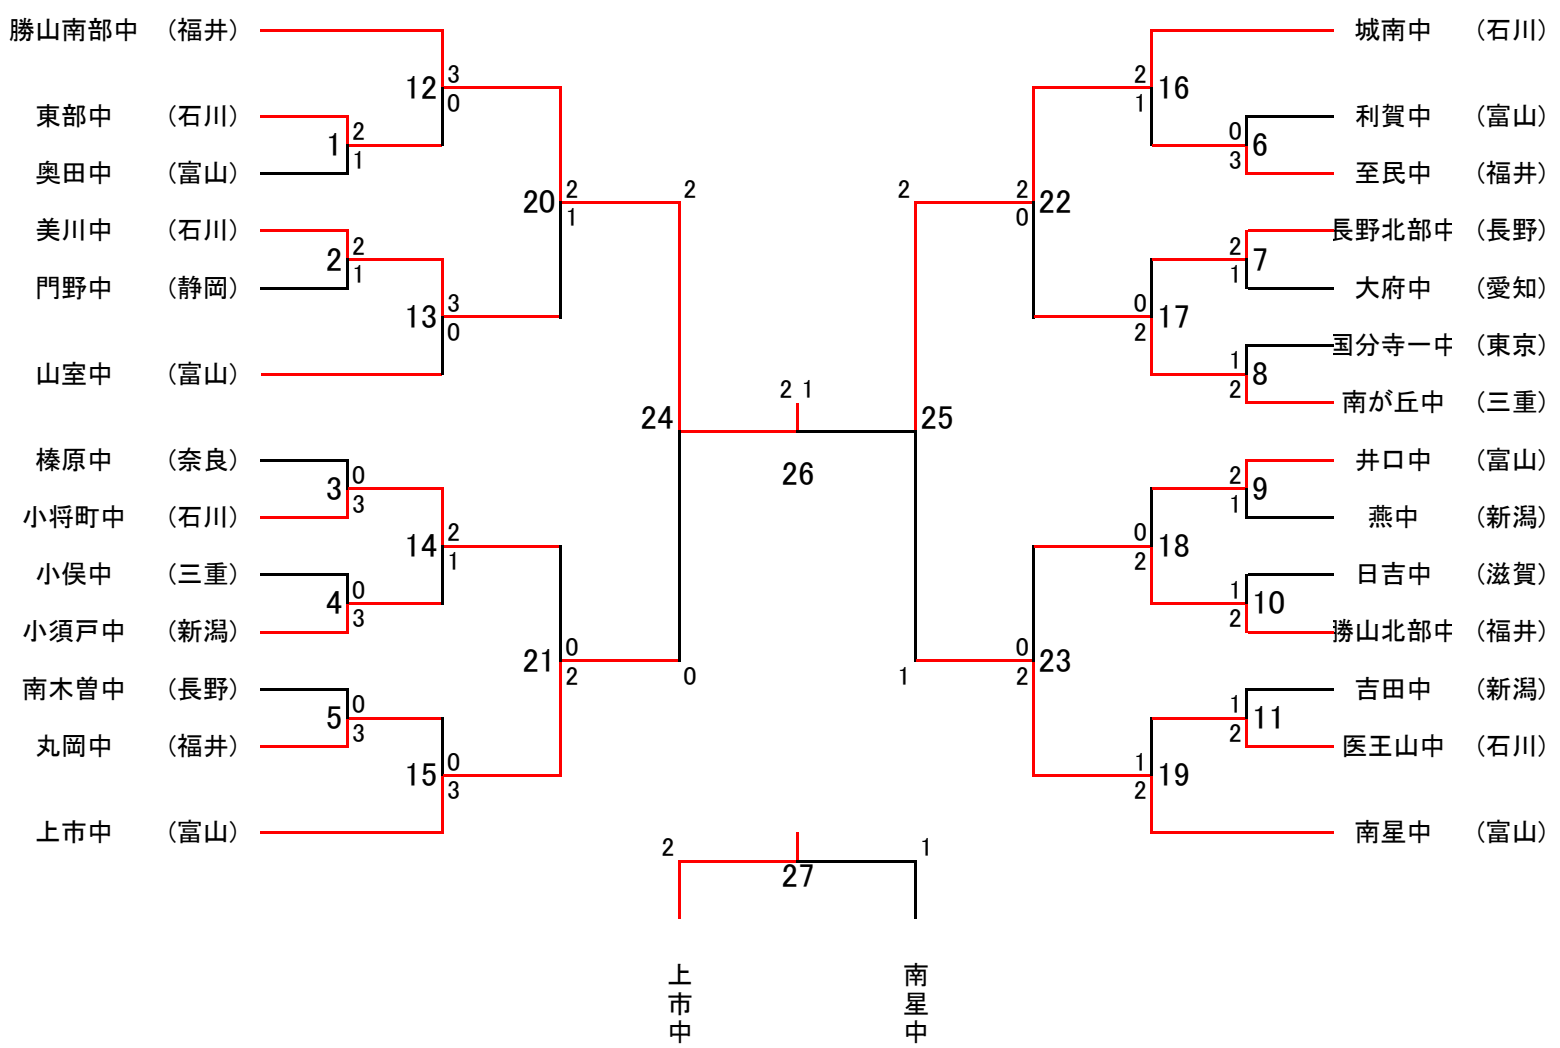 勝山南部中 （福井）
3
12
0
東部中 （石川）
2
1
1
奥田中 （富山）
2
20
1
美川中 （石川）
2
2
1
門野中 （静岡）
3
13
0
山室中 （富山）
2
24
0
榛原中 （奈良）
0
3
3
小将町中 （石川）
2
14
1
小俣中 （三重）
0
4
3
小須戸中 （新潟）
0
21
2
南木曽中 （長野）
0
5
3
丸岡中 （福井）
0
15
3
上市中 （富山）
2 1
26
城南中 （石川）
2
16
1
利賀中 （富山）
0
6
3
至民中 （福井）
2
22
0
長野北部中 （長野）
2
7
1
大府中 （愛知）
0
17
2
国分寺一中 （東京）
1
8
2
南が丘中 （三重）
2
25
1
井口中 （富山）
2
9
1
燕中 （新潟）
0
18
2
日吉中 （滋賀）
1
10
2
勝山北部中 （福井）
0
23
2
吉田中 （新潟）
1
11
2
医王山中 （石川）
1
19
2
南星中 （富山）
2 1
27
上市中
南星中